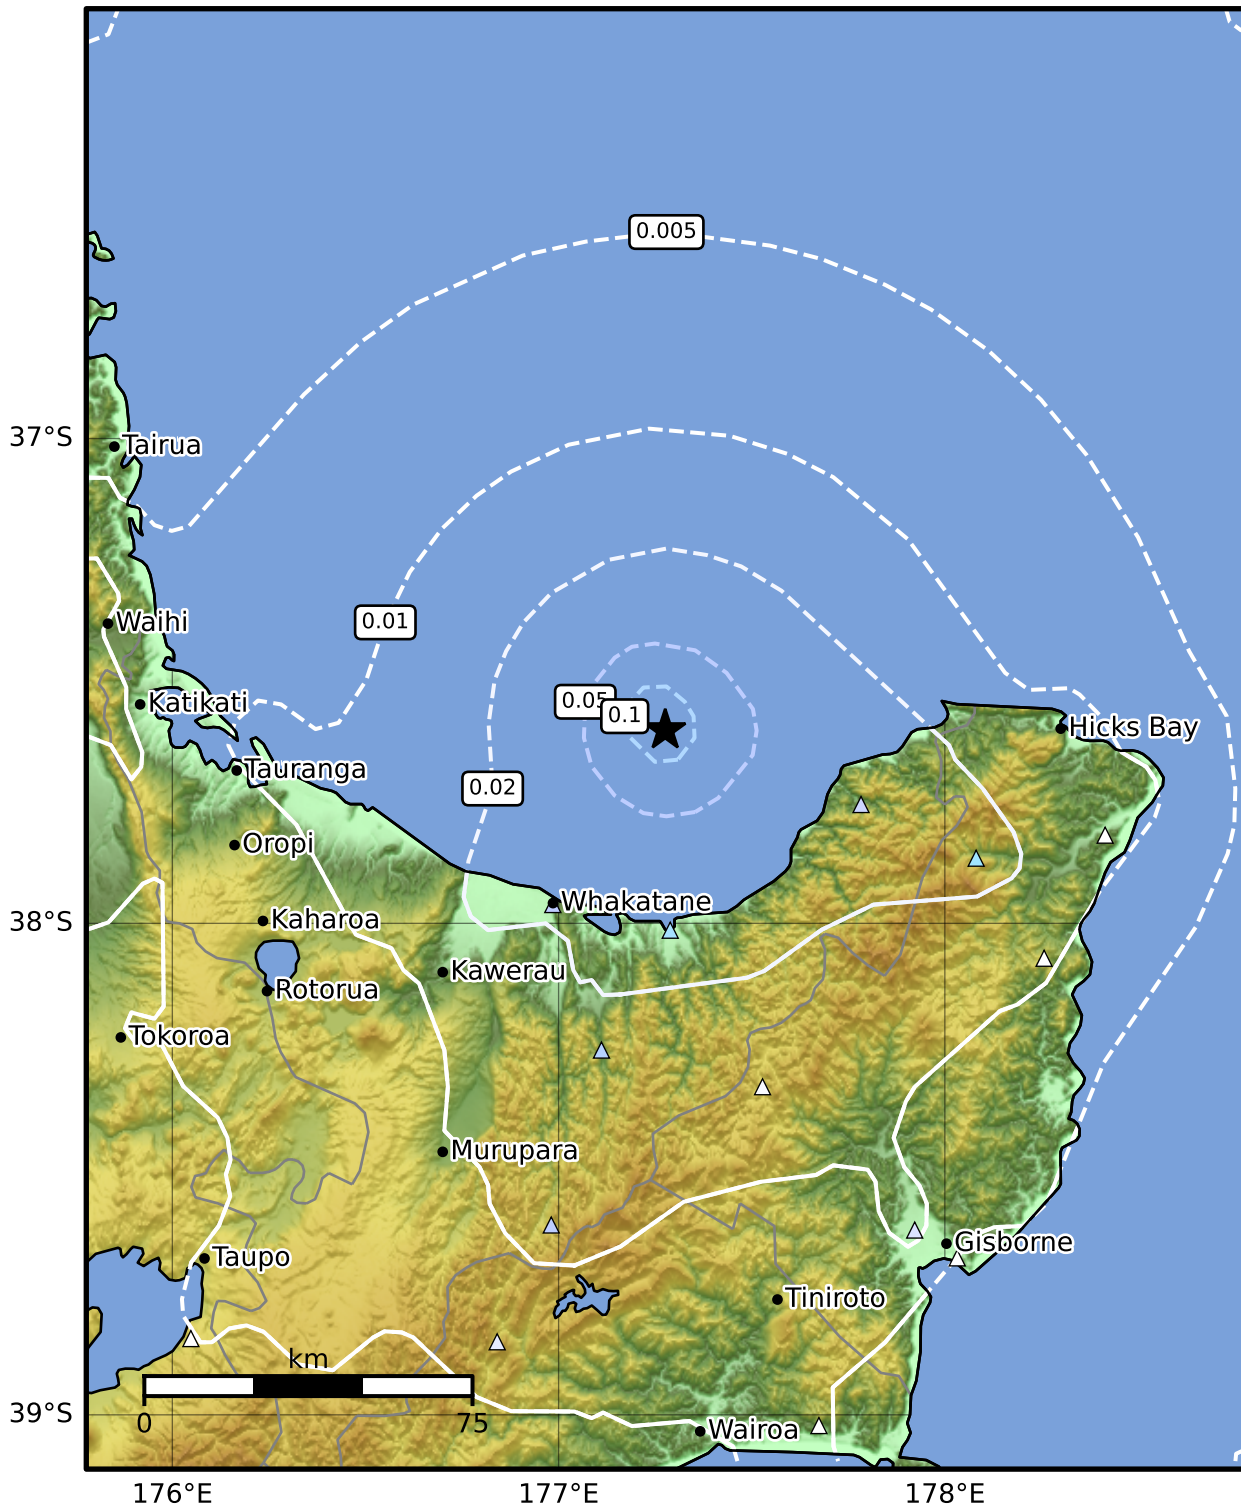 0.005
37°S
Tairua
0.01
Waihi
Katikati
0.05
0.1
Hicks Bay
Tauranga
0.02
Oropi
Whakatane
38°S
Kaharoa
Kawerau
Rotorua
Tokoroa
Murupara
Gisborne
Taupo
Tiniroto
km
0
75
39°S
Wairoa
176°E
177°E
178°E